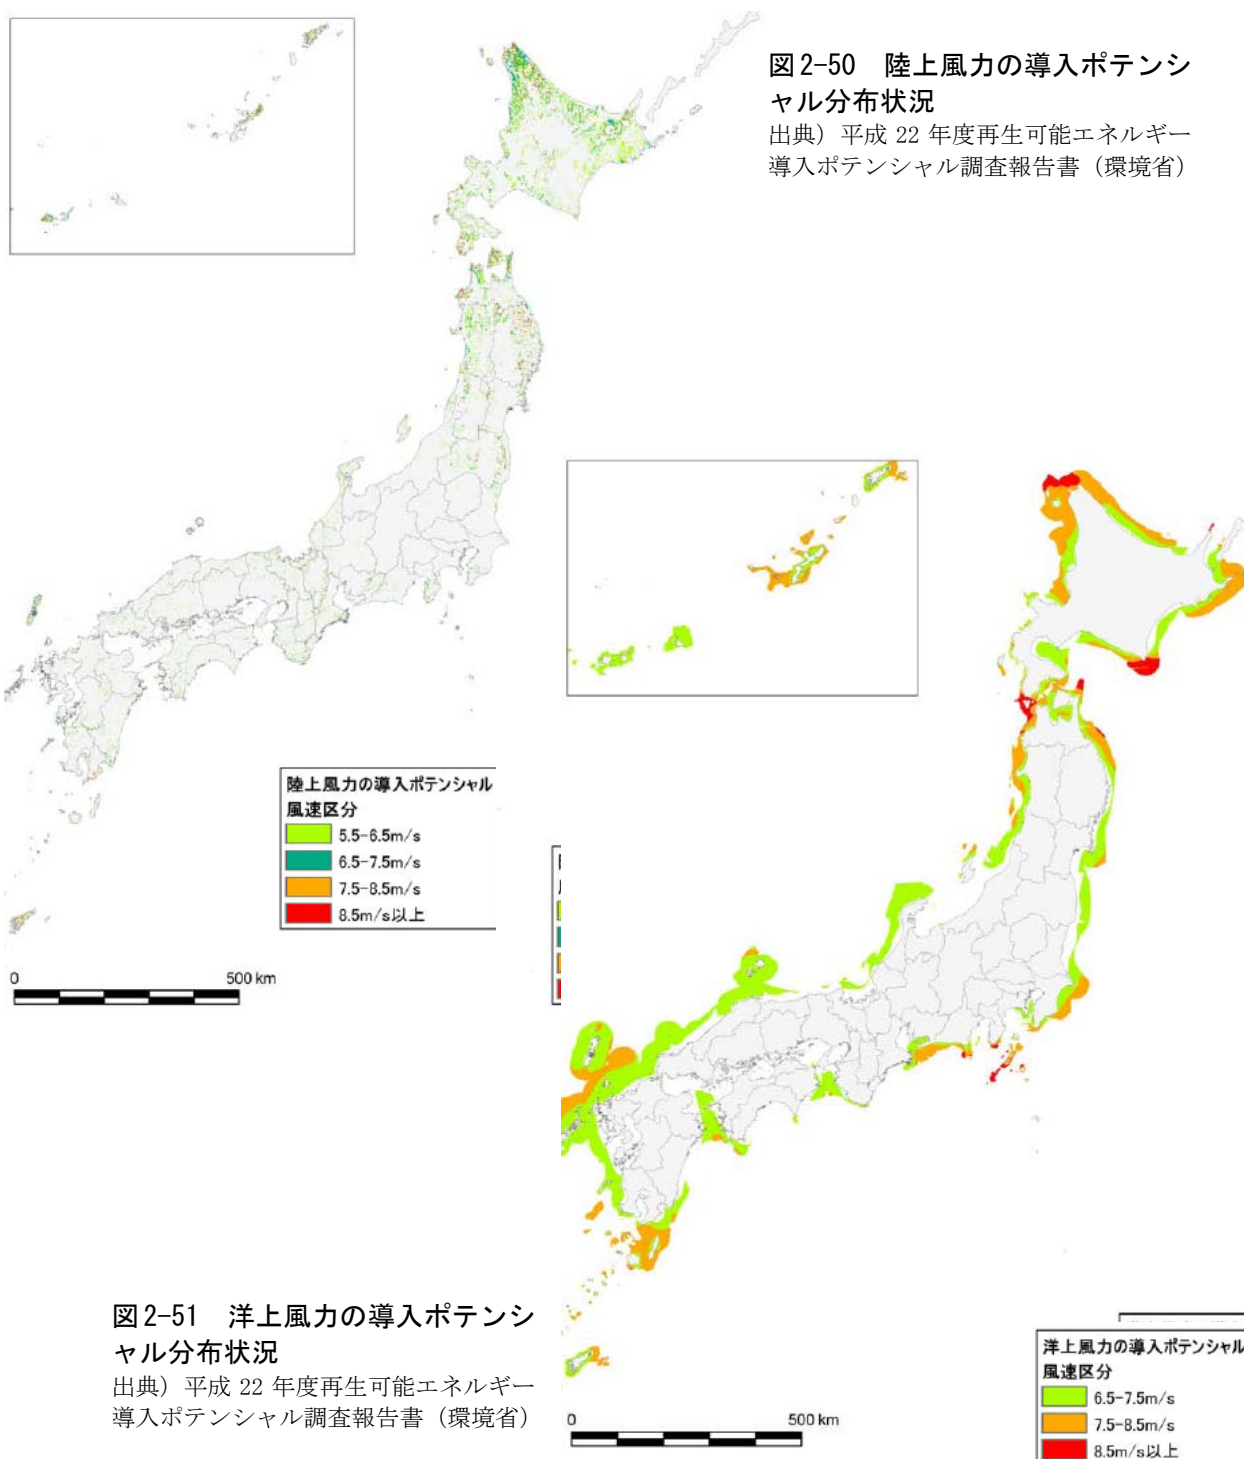 図2-50　陸上風力の導入ポテンシ
ャル分布状況
出典）平成 22 年度再生可能エネルギー
導入ポテンシャル調査報告書（環境省）
陸上風力の導入ポテンシャル
風速区分
5.5-6.5m/s
6.5-7.5m/s
7.5-8.5m/s
8.5m/s以上
0 500 km
図2-51　洋上風力の導入ポテンシ
ャル分布状況
出典）平成 22 年度再生可能エネルギー
導入ポテンシャル調査報告書（環境省）
洋上風力の導入ポテンシャル
風速区分
6.5-7.5m/s
7.5-8.5m/s
8.5m/s以上
0 500 km